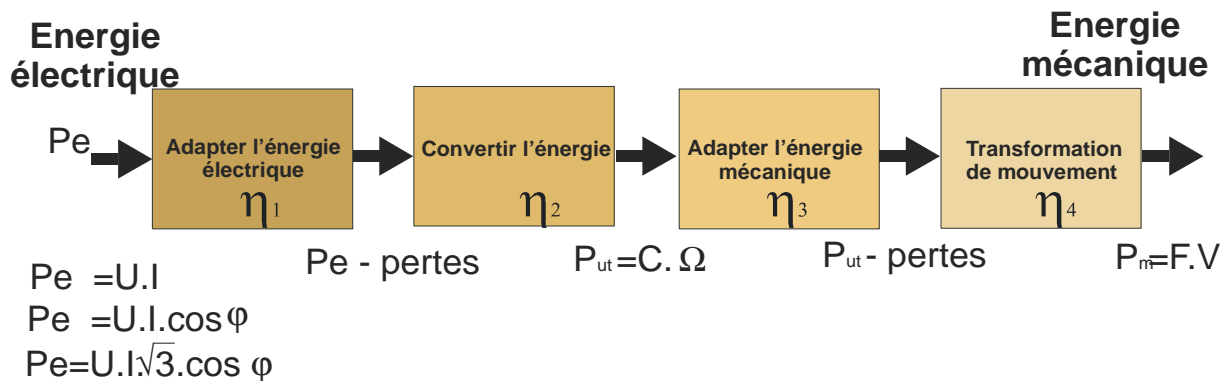 Energie
électrique
Energie
mécanique
Pe
Adapter l’énergie
électrique
η1
Convertir l’énergie
η2
Adapter l’énergie
mécanique
η3
Transformation
de mouvement
η4
Pe - pertes
Put=C. Ω
Put- pertes
Pm=F.V
Pe =U.I
Pe =U.I.cos φ
Pe=U.I√3.cos φ